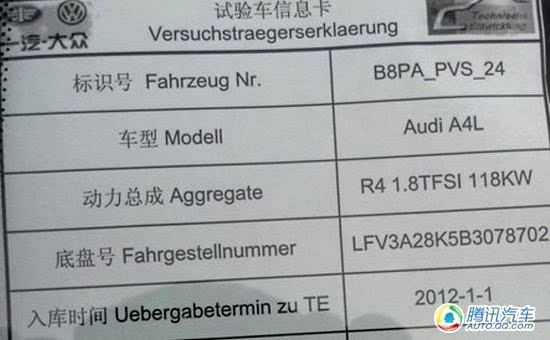 试验车信息卡
一汽-大众
Versuchstraegerserklaerung
Technische
Entwicklung
标识号 Fahrzeug Nr.
B8PA_PVS_24
车型 Modell
Audi A4L
动力总成 Aggregate
R4 1.8TFSI 118KW
底盘号 Fahrgestellnummer
LFV3A28K5B3078702
入库时间 Uebergabetermin zu TE
2012-1-1
腾讯汽车
AUTO.QQ.COM